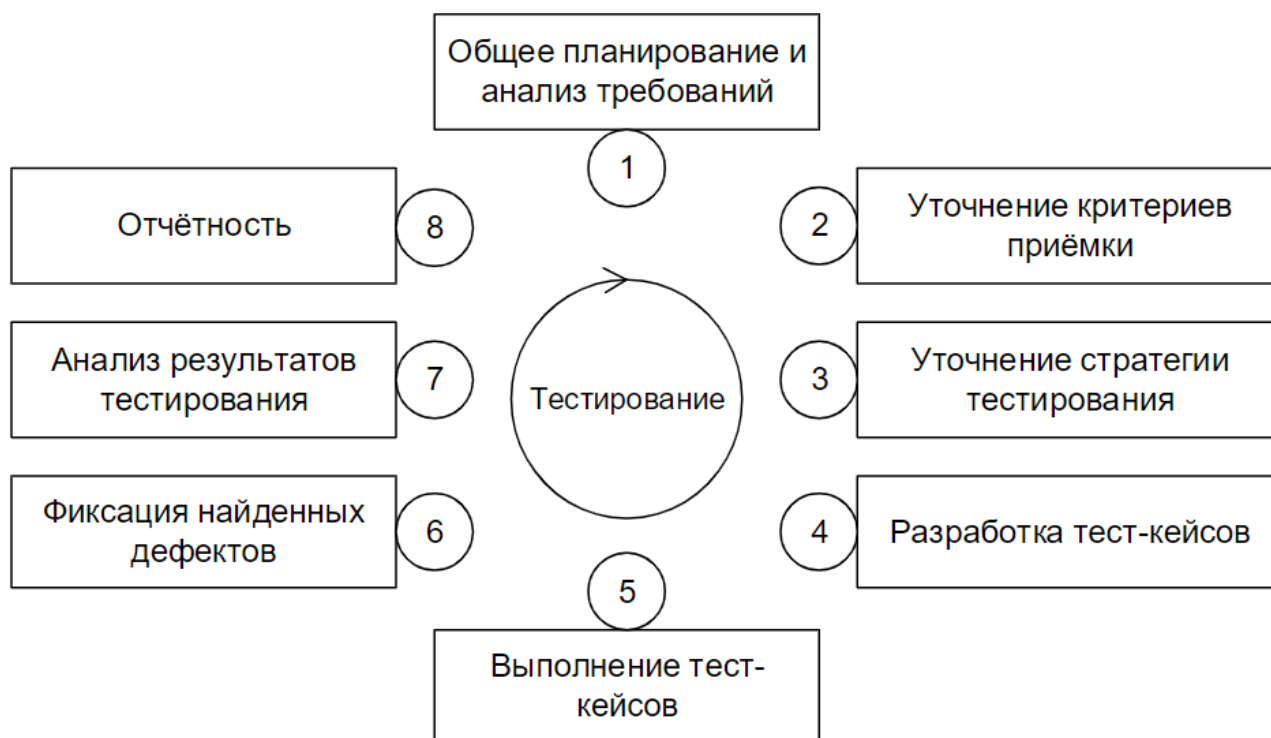 Общее планирование и
анализ требований
1
Уточнение критериев
приёмки
2
Уточнение стратегии
тестирования
3
Разработка тест-кейсов
4
Выполнение тест-
кейсов
5
Фиксация найденных
дефектов
6
Анализ результатов
тестирования
7
Отчётность
8
Тестирование